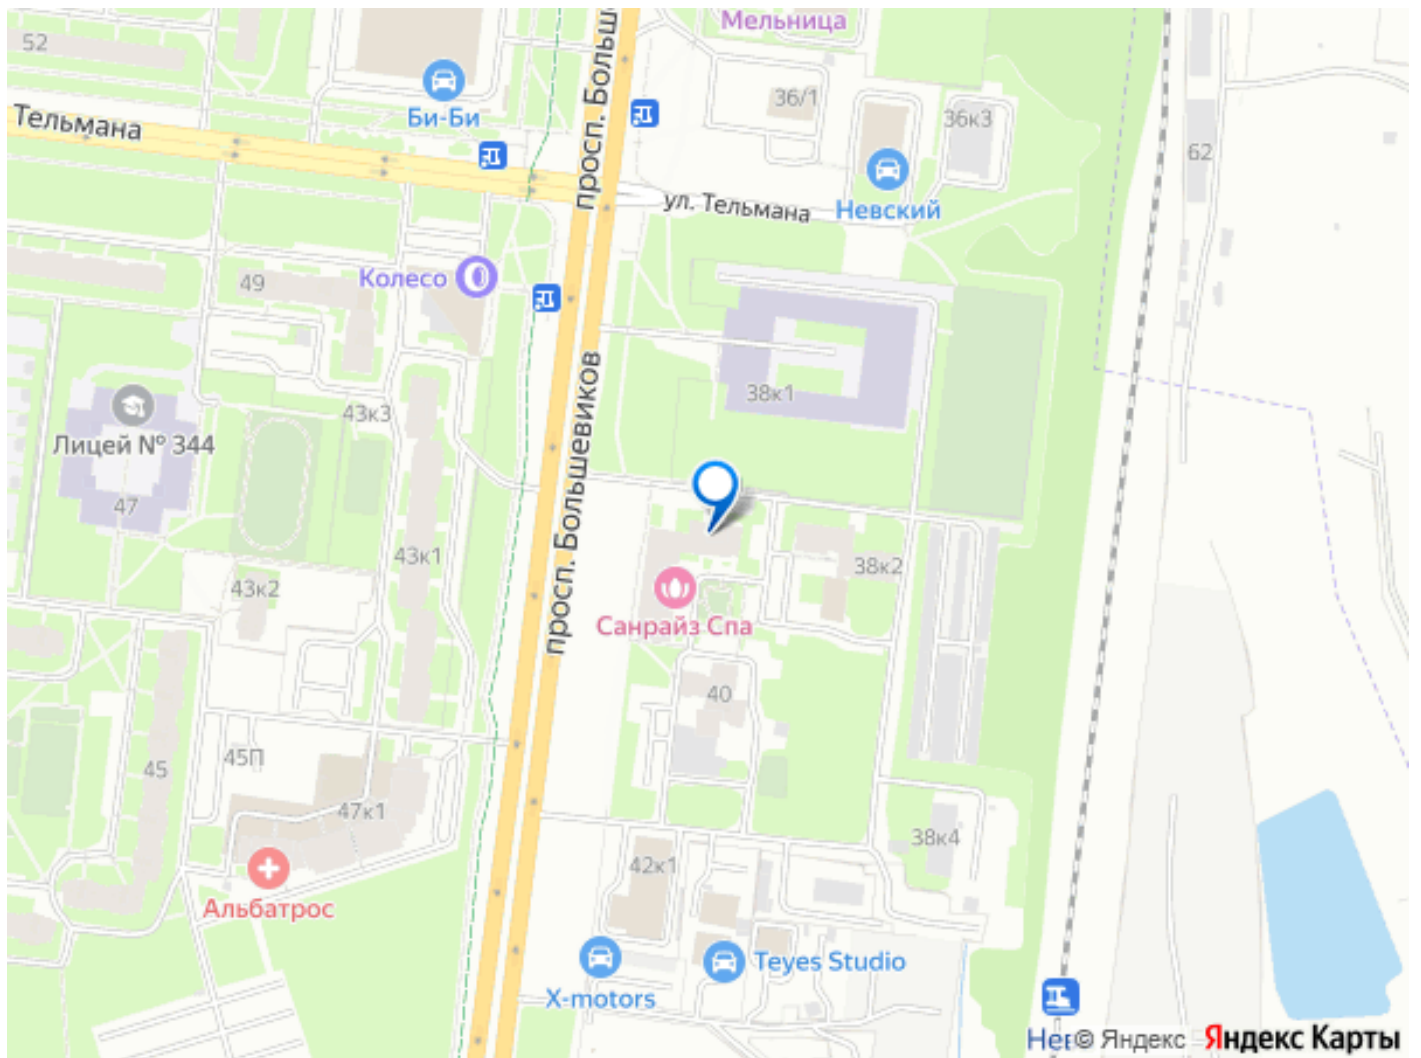 Мельница
52
Би-Би
36/1
36к3
Тельмана
просп. Больш
62
ул. Тельмана
Невский
Колесо
49
38к1
43к3
Лицей № 344
47
просп. Большевиков
43к1
38к2
43к2
Санрайз Спа
40
45П
45
47к1
38к4
42к1
Альбатрос
Teyes Studio
X-motors
Нев
© Яндекс
Яндекс Карты